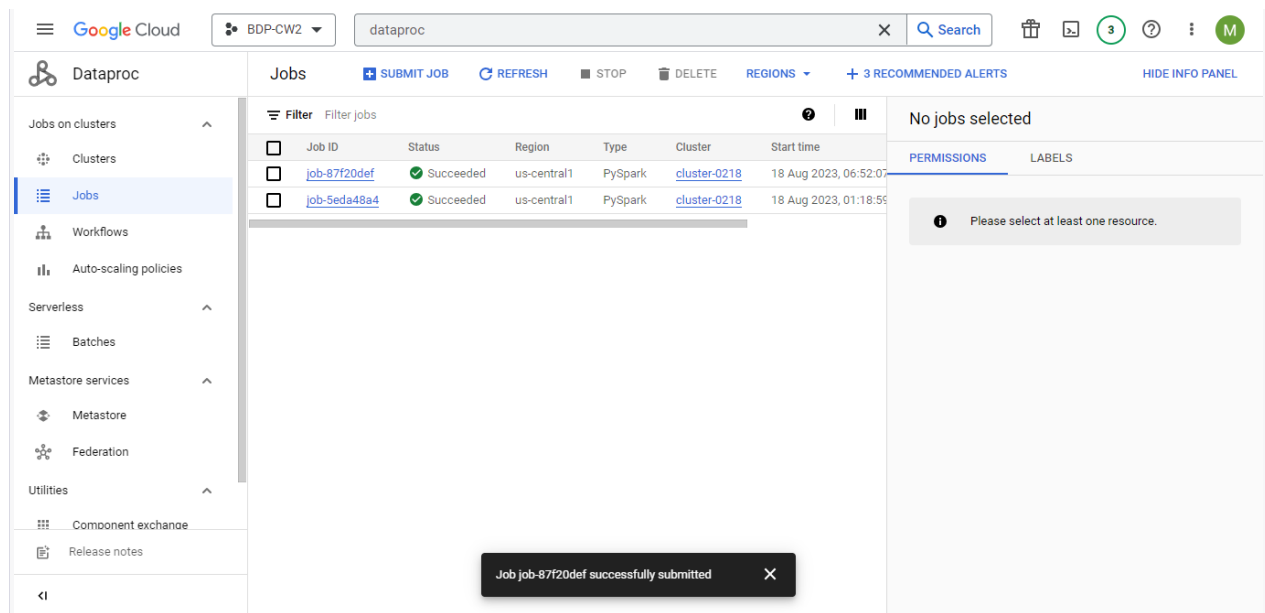 Google Cloud
BDP-CW2
dataproc
Search
3
M
Dataproc
Jobs
SUBMIT JOB
REFRESH
STOP
DELETE
REGIONS
+ 3 RECOMMENDED ALERTS
HIDE INFO PANEL
Jobs on clusters
Clusters
Jobs
Workflows
Auto-scaling policies
Serverless
Batches
Metastore services
Metastore
Federation
Utilities
Component exchange
Release notes
Filter Filter jobs
Job ID Status Region Type Cluster Start time
job-87f20def Succeeded us-central1 PySpark cluster-0218 18 Aug 2023, 06:52:07
job-5eda48a4 Succeeded us-central1 PySpark cluster-0218 18 Aug 2023, 01:18:59
No jobs selected
PERMISSIONS LABELS
Please select at least one resource.
Job job-87f20def successfully submitted